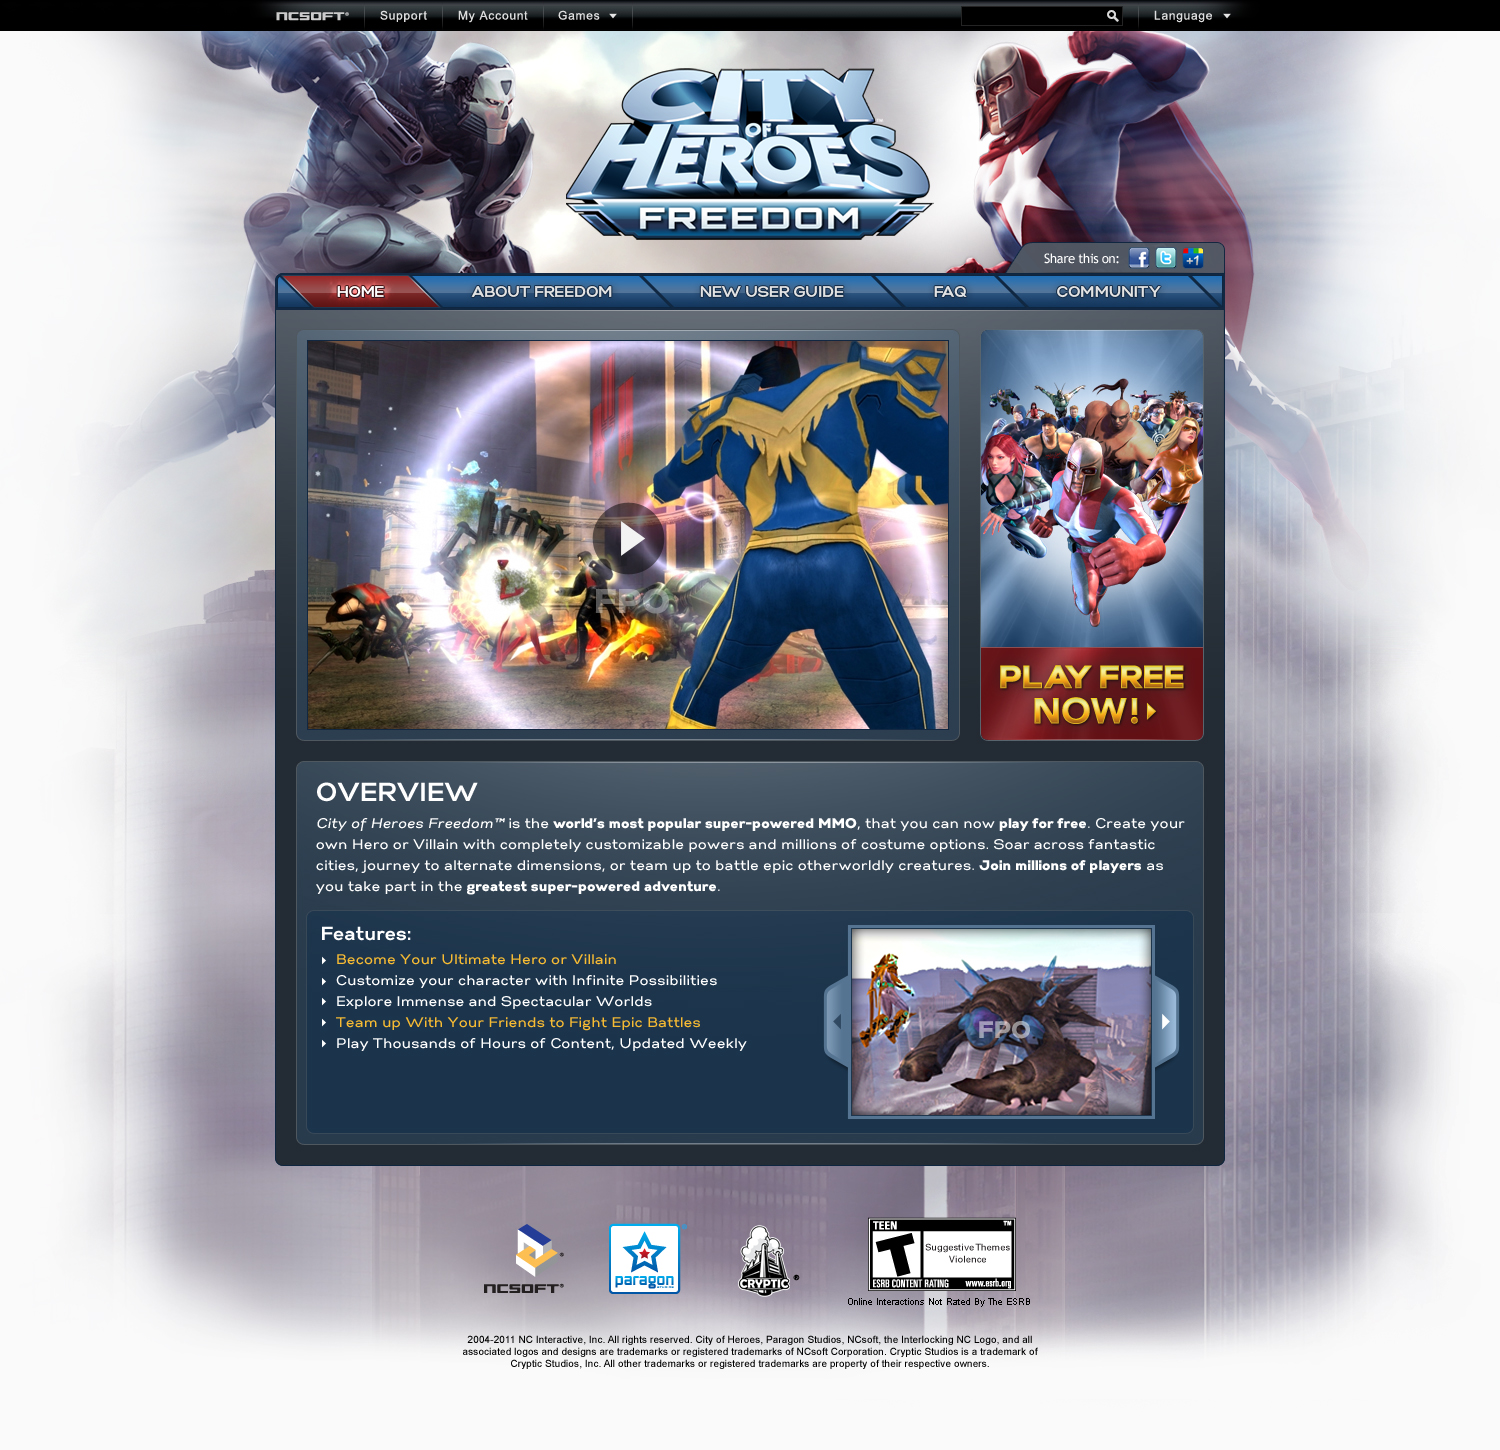 NCSOFT®
Support
My Account
Games
Language
CITY
OF
HEROES
FREEDOM
Share this on:
f
t
+1
HOME
ABOUT FREEDOM
NEW USER GUIDE
FAQ
COMMUNITY
FPO
PLAY FREE
NOW!
OVERVIEW
City of Heroes Freedom™ is the world's most popular super-powered MMO, that you can now play for free. Create your
own Hero or Villain with completely customizable powers and millions of costume options. Soar across fantastic
cities, journey to alternate dimensions, or team up to battle epic otherworldly creatures. Join millions of players as
you take part in the greatest super-powered adventure.
Features:
Become Your Ultimate Hero or Villain
Customize your character with Infinite Possibilities
Explore Immense and Spectacular Worlds
Team up With Your Friends to Fight Epic Battles
Play Thousands of Hours of Content, Updated Weekly
FPO
NCSOFT®
paragon
STUDIOS
CRYPTIC ®
TEEN ™
T
Suggestive Themes
Violence
ESRB CONTENT RATING www.esrb.org
Online Interactions Not Rated By The ESRB
2004-2011 NC Interactive, Inc. All rights reserved. City of Heroes, Paragon Studios, NCsoft, the Interlocking NC Logo, and all
associated logos and designs are trademarks or registered trademarks of NCsoft Corporation. Cryptic Studios is a trademark of
Cryptic Studios, Inc. All other trademarks or registered trademarks are property of their respective owners.